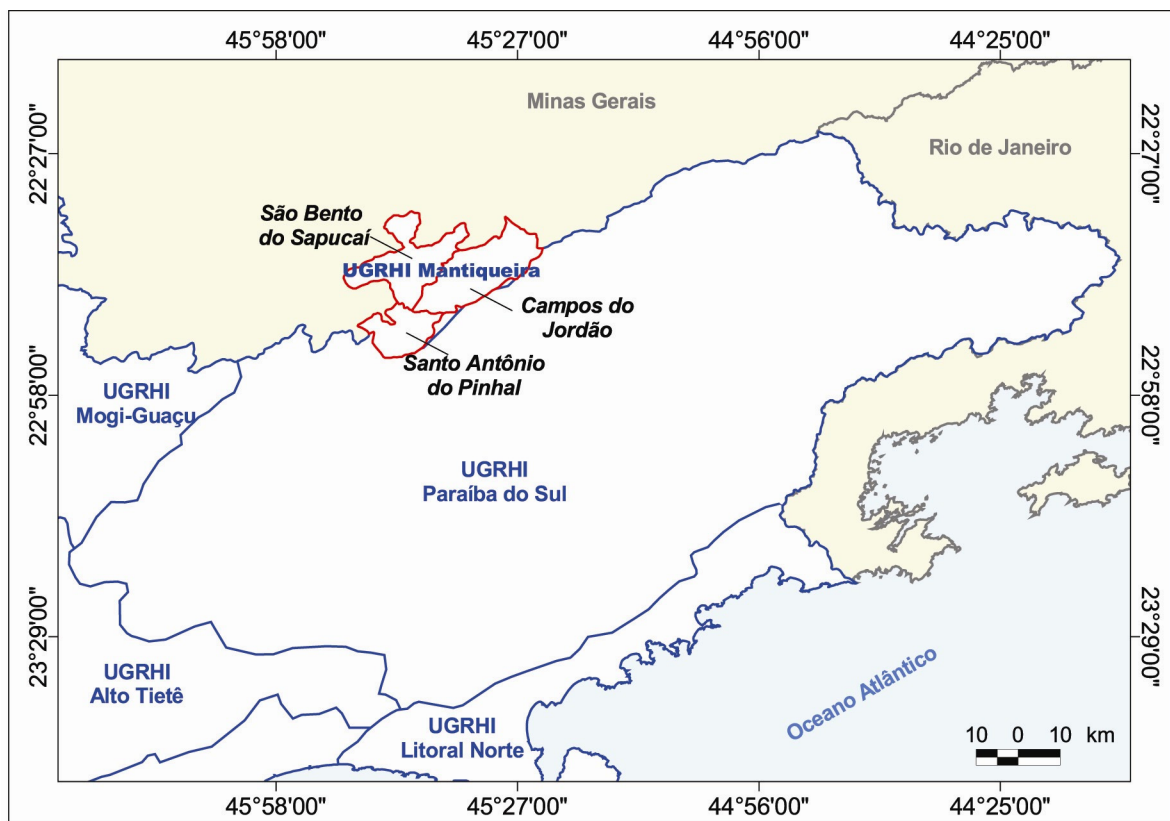 45°58'00" 45°27'00" 44°56'00" 44°25'00"
Minas Gerais
22°27'00"
22°27'00"
Rio de Janeiro
São Bento
do Sapucaí
UGRHI Mantiqueira
Campos do
Jordão
Santo Antônio
do Pinhal
22°58'00"
22°58'00"
UGRHI
Mogi-Guaçu
UGRHI
Paraíba do Sul
23°29'00"
23°29'00"
UGRHI
Alto Tietê
Oceano Atlântico
UGRHI
Litoral Norte
10 0 10 km
45°58'00" 45°27'00" 44°56'00" 44°25'00"